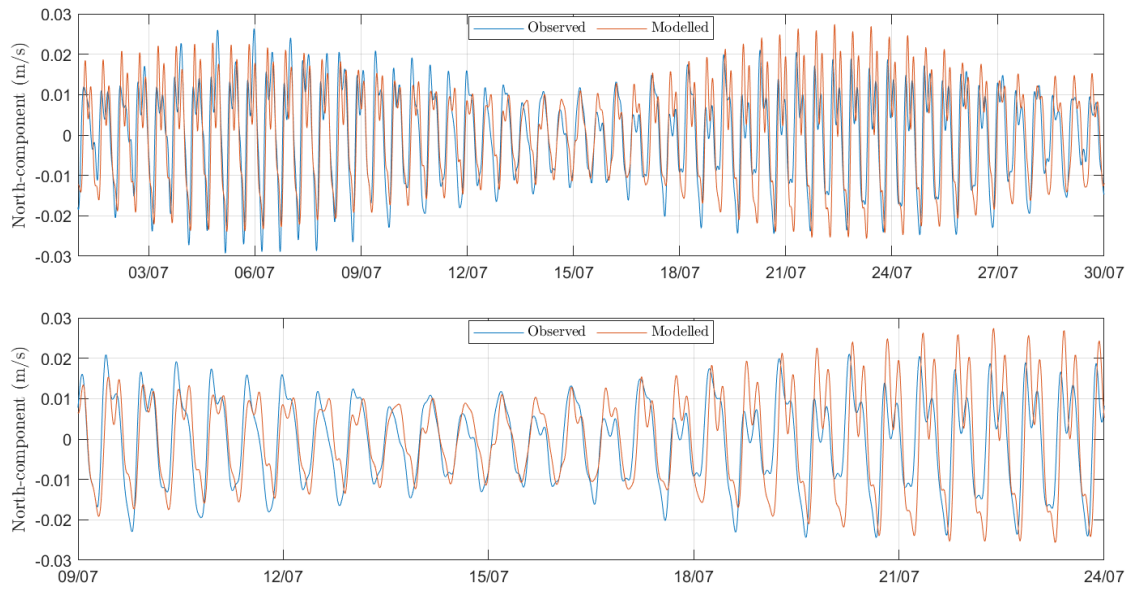 Observed Modelled
North-component (m/s)
0.03
0.02
0.01
0
-0.01
-0.02
-0.03
03/07 06/07 09/07 12/07 15/07 18/07 21/07 24/07 27/07 30/07
Observed Modelled
North-component (m/s)
0.03
0.02
0.01
0
-0.01
-0.02
-0.03
09/07 12/07 15/07 18/07 21/07 24/07